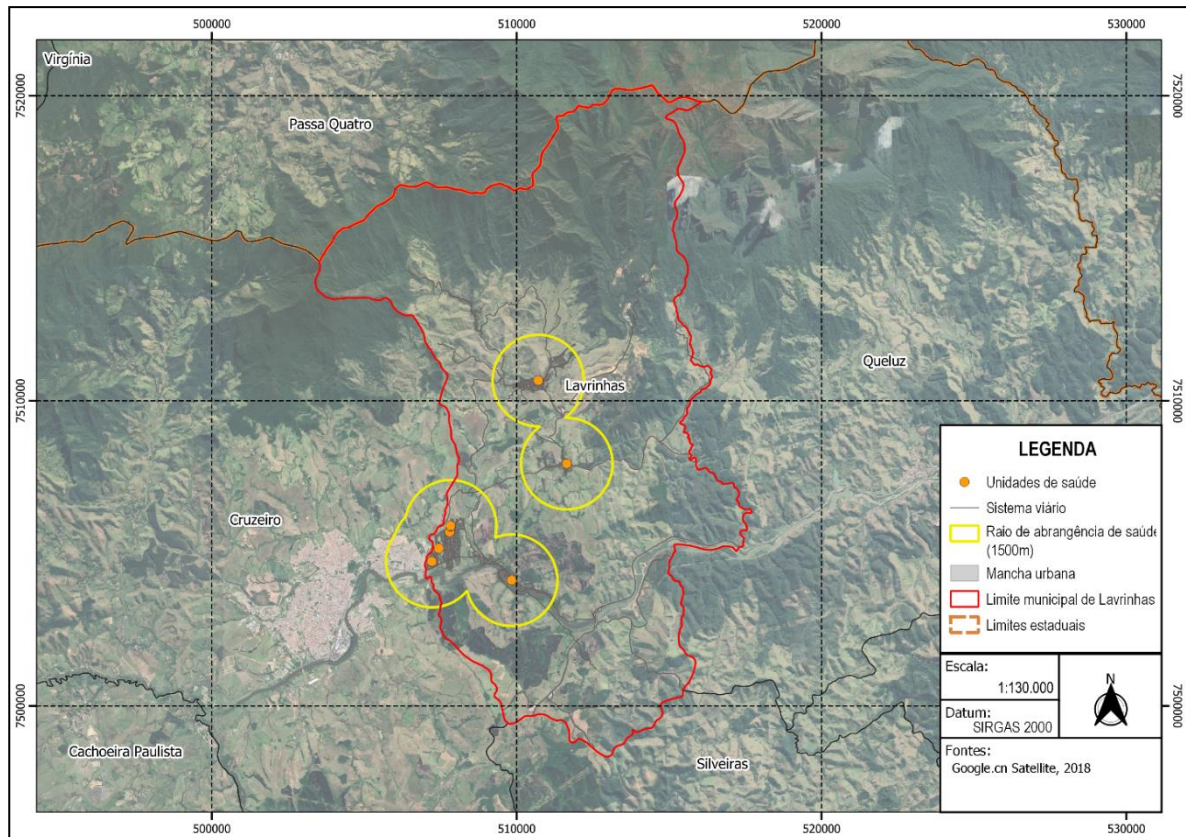 500000
510000
520000
530000
Virgínia
7520000
7520000
Passa Quatro
Queluz
Lavrinhas
7510000
7510000
Cruzeiro
LEGENDA
Unidades de saúde
Sistema viário
Raio de abrangência de saúde
(1500m)
Mancha urbana
Limite municipal de Lavrinhas
Limites estaduais
Escala:
1:130.000
N
Datum:
SIRGAS 2000
Fontes:
Google.cn Satellite, 2018
7500000
7500000
Cachoeira Paulista
Silveiras
500000
510000
520000
530000